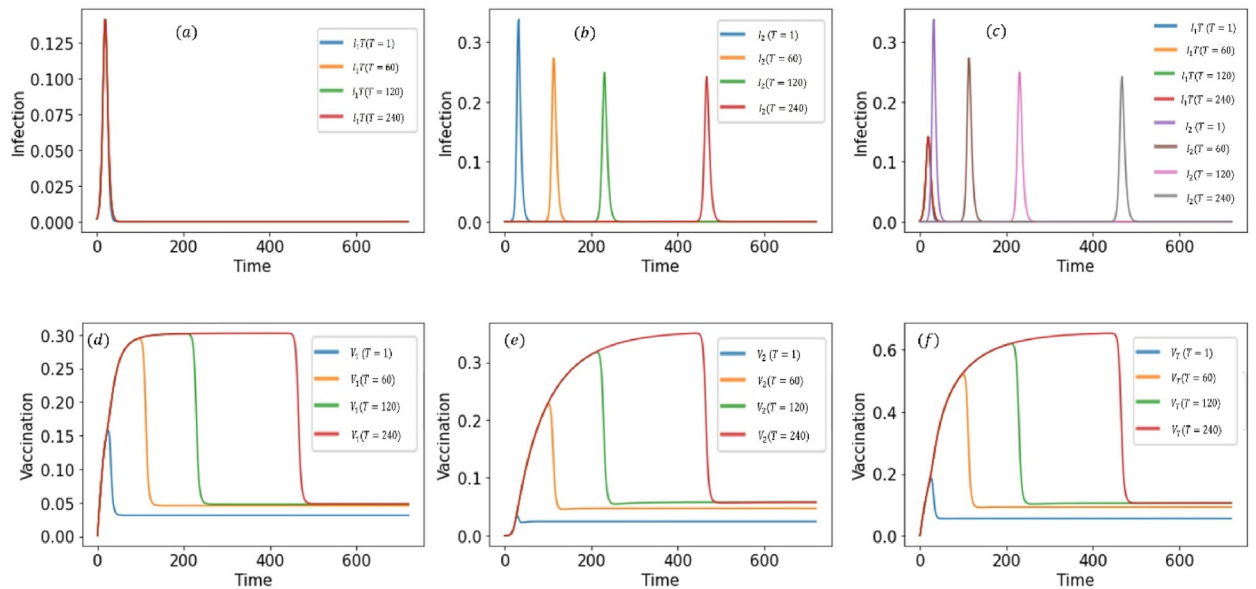 (a)
0.125
0.100
0.075
0.050
0.025
0.000
Infection
I₁T(T = 1)
I₁T(T = 60)
I₁T(T = 120)
I₁T(T = 240)
0 200 400 600
Time
(b)
0.3
0.2
0.1
0.0
Infection
I₂ (T = 1)
I₂(T = 60)
I₂(T = 120)
I₂(T = 240)
0 200 400 600
Time
(c)
0.3
0.2
0.1
0.0
Infection
I₁T (T = 1)
I₁T(T = 60)
I₁T(T = 120)
I₁T(T = 240)
I₂ (T = 1)
I₂(T = 60)
I₂(T = 120)
I₂(T = 240)
0 200 400 600
Time
(d)
0.30
0.25
0.20
0.15
0.10
0.05
0.00
Vaccination
V₁ (T = 1)
V₁(T = 60)
V₁(T = 120)
V₁(T = 240)
0 200 400 600
Time
(e)
0.3
0.2
0.1
0.0
Vaccination
V₂ (T = 1)
V₂(T = 60)
V₂(T = 120)
V₂(T = 240)
0 200 400 600
Time
(f)
0.6
0.4
0.2
0.0
Vaccination
V_T (T = 1)
V_T(T = 60)
V_T(T = 120)
V_T(T = 240)
0 200 400 600
Time